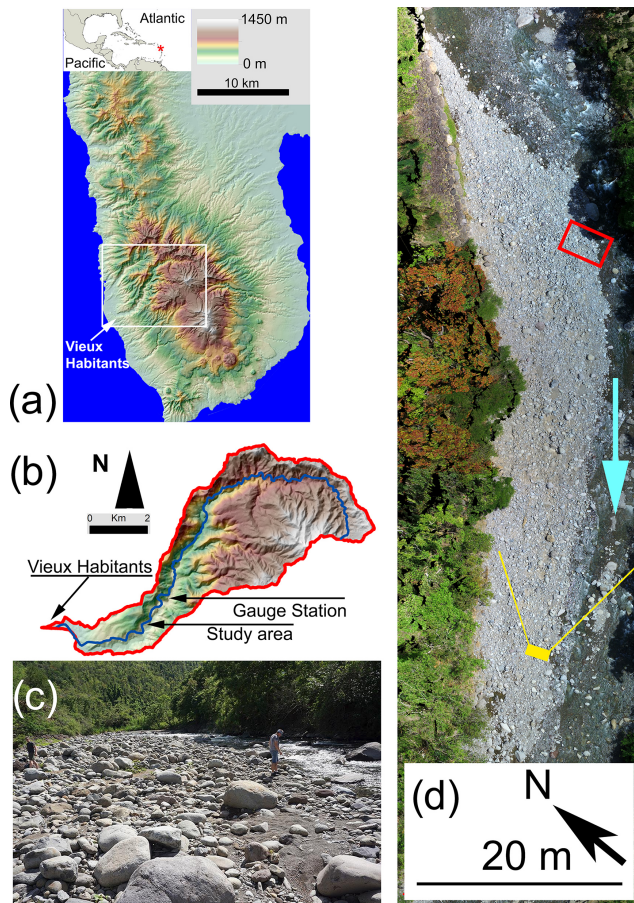 Atlantic
Pacific
1450 m
0 m
10 km
Vieux
Habitants
(a)
(b)
N
0 Km 2
Vieux Habitants
Gauge Station
Study area
(c)
(d)
N
20 m